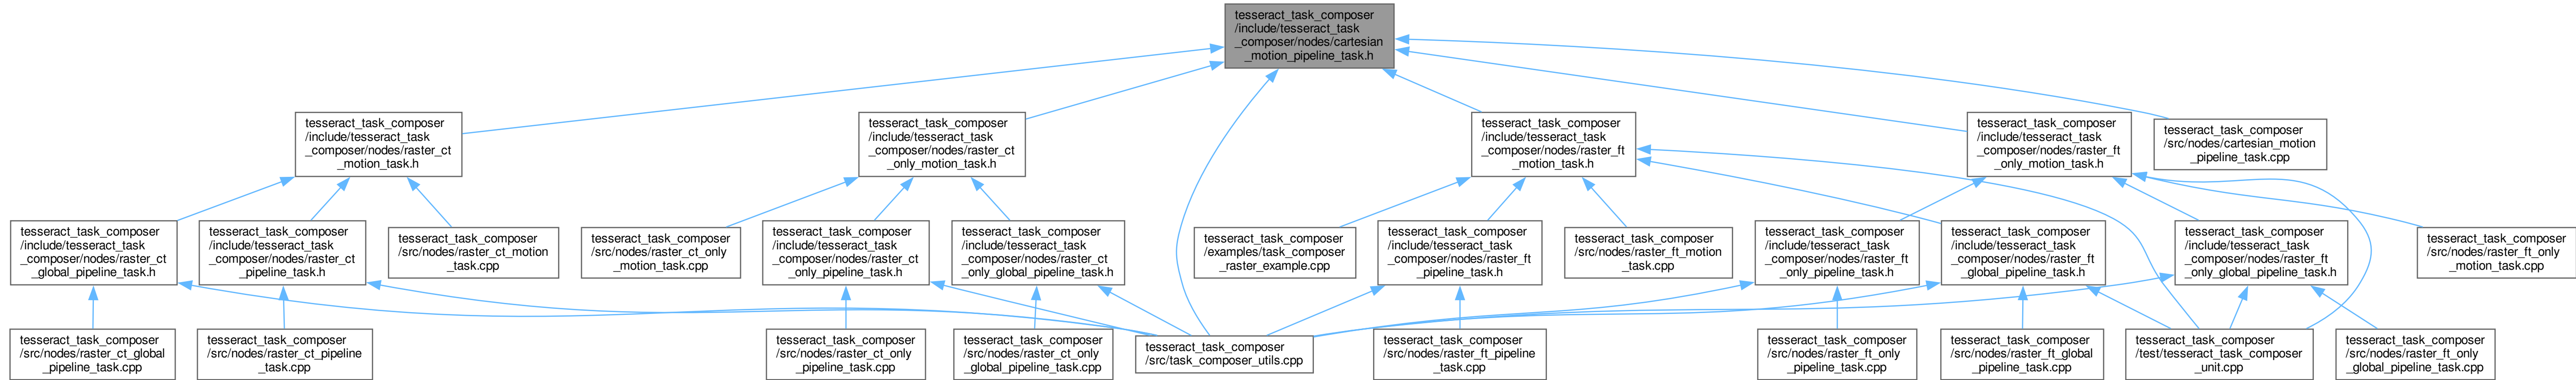 tesseract_task_composer
/include/tesseract_task
_composer/nodes/cartesian
_motion_pipeline_task.h
tesseract_task_composer
/include/tesseract_task
_composer/nodes/raster_ct
_motion_task.h
tesseract_task_composer
/include/tesseract_task
_composer/nodes/raster_ct
_only_motion_task.h
tesseract_task_composer
/include/tesseract_task
_composer/nodes/raster_ft
_motion_task.h
tesseract_task_composer
/include/tesseract_task
_composer/nodes/raster_ft
_only_motion_task.h
tesseract_task_composer
/src/nodes/cartesian_motion
_pipeline_task.cpp
tesseract_task_composer
/include/tesseract_task
_composer/nodes/raster_ct
_global_pipeline_task.h
tesseract_task_composer
/include/tesseract_task
_composer/nodes/raster_ct
_pipeline_task.h
tesseract_task_composer
/src/nodes/raster_ct_motion
_task.cpp
tesseract_task_composer
/src/nodes/raster_ct_only
_motion_task.cpp
tesseract_task_composer
/include/tesseract_task
_composer/nodes/raster_ct
_only_pipeline_task.h
tesseract_task_composer
/include/tesseract_task
_composer/nodes/raster_ct
_only_global_pipeline_task.h
tesseract_task_composer
/examples/task_composer
_raster_example.cpp
tesseract_task_composer
/include/tesseract_task
_composer/nodes/raster_ft
_pipeline_task.h
tesseract_task_composer
/src/nodes/raster_ft_motion
_task.cpp
tesseract_task_composer
/include/tesseract_task
_composer/nodes/raster_ft
_only_pipeline_task.h
tesseract_task_composer
/include/tesseract_task
_composer/nodes/raster_ft
_global_pipeline_task.h
tesseract_task_composer
/include/tesseract_task
_composer/nodes/raster_ft
_only_global_pipeline_task.h
tesseract_task_composer
/src/nodes/raster_ft_only
_motion_task.cpp
tesseract_task_composer
/src/nodes/raster_ct_global
_pipeline_task.cpp
tesseract_task_composer
/src/nodes/raster_ct_pipeline
_task.cpp
tesseract_task_composer
/src/nodes/raster_ct_only
_pipeline_task.cpp
tesseract_task_composer
/src/nodes/raster_ct_only
_global_pipeline_task.cpp
tesseract_task_composer
/src/task_composer_utils.cpp
tesseract_task_composer
/src/nodes/raster_ft_pipeline
_task.cpp
tesseract_task_composer
/src/nodes/raster_ft_only
_pipeline_task.cpp
tesseract_task_composer
/src/nodes/raster_ft_global
_pipeline_task.cpp
tesseract_task_composer
/test/tesseract_task_composer
_unit.cpp
tesseract_task_composer
/src/nodes/raster_ft_only
_global_pipeline_task.cpp